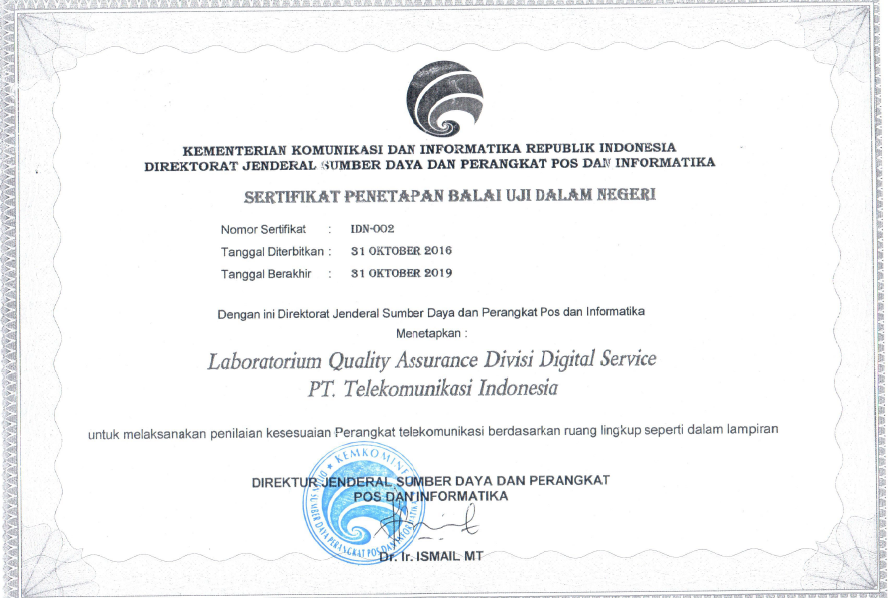 KEMENTERIAN KOMUNIKASI DAN INFORMATIKA REPUBLIK INDONESIA
DIREKTORAT JENDERAL SUMBER DAYA DAN PERANGKAT POS DAN INFORMATIKA
SERTIFIKAT PENETAPAN BALAI UJI DALAM NEGERI
Nomor Sertifikat : IDN-002
Tanggal Diterbitkan : 31 OKTOBER 2016
Tanggal Berakhir : 31 OKTOBER 2019
Dengan ini Direktorat Jenderal Sumber Daya dan Perangkat Pos dan Informatika
Menetapkan :
Laboratorium Quality Assurance Divisi Digital Service
PT. Telekomunikasi Indonesia
untuk melaksanakan penilaian kesesuaian Perangkat telekomunikasi berdasarkan ruang lingkup seperti dalam lampiran
KEMKOMINFO
DIREKTUR JENDERAL SUMBER DAYA DAN PERANGKAT
POS DAN INFORMATIKA
SUMBER DAYA PERANGKAT POS DAN INFORMATIKA
Dr. Ir. ISMAIL MT